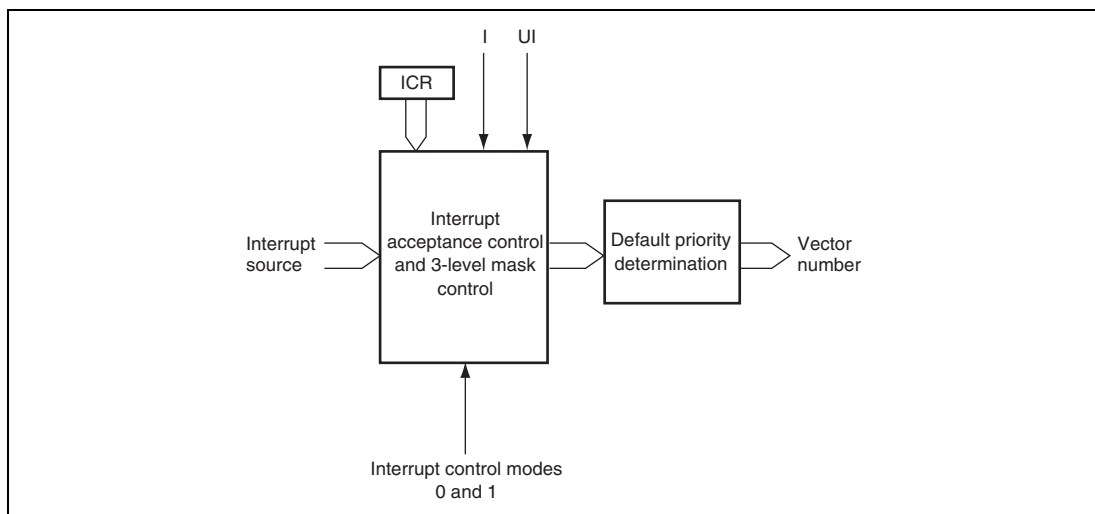 I
UI
ICR
Interrupt
source
Interrupt
acceptance control
and 3-level mask
control
Default priority
determination
Vector
number
Interrupt control modes
0 and 1